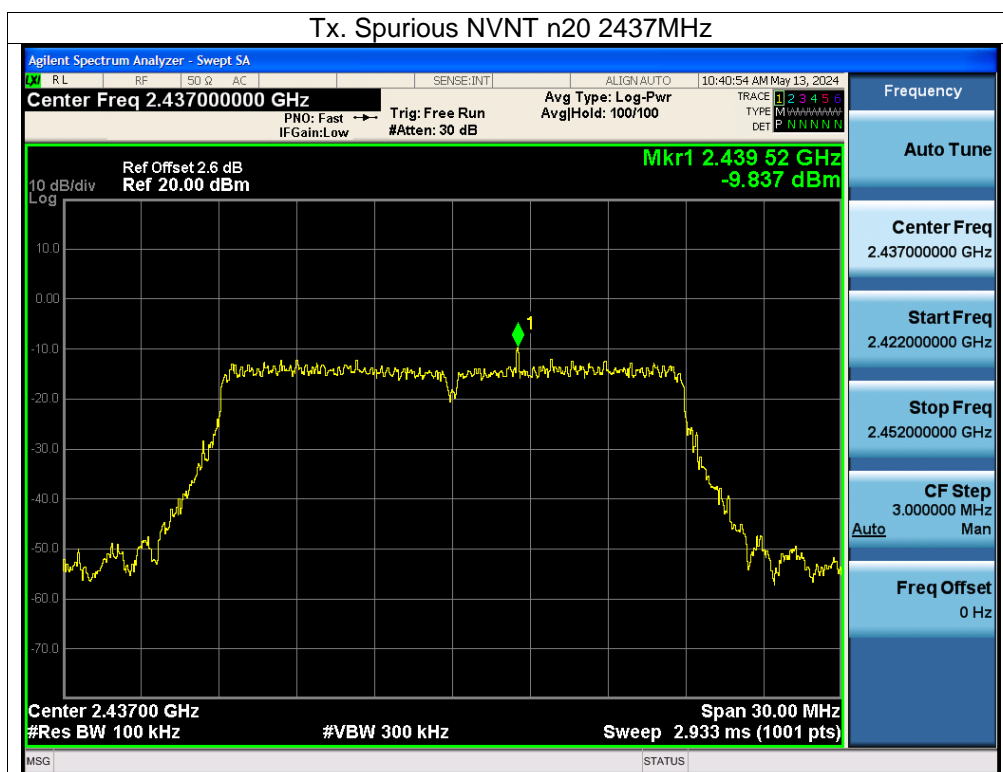 Tx. Spurious NVNT n20 2437MHz
Agilent Spectrum Analyzer - Swept SA
LXI RL RF 50 Ω AC SENSE:INT ALIGN AUTO 10:40:54 AM May 13, 2024
Center Freq 2.437000000 GHz
PNO: Fast
IFGain:Low
Trig: Free Run
#Atten: 30 dB
Avg Type: Log-Pwr
Avg|Hold: 100/100
TRACE 1 2 3 4 5 6
TYPE M W W W W W
DET P N N N N N
Ref Offset 2.6 dB
10 dB/div Ref 20.00 dBm
Log
Mkr1 2.439 52 GHz
-9.837 dBm
1
10.0
0.00
-10.0
-20.0
-30.0
-40.0
-50.0
-60.0
-70.0
Center 2.43700 GHz Span 30.00 MHz
#Res BW 100 kHz #VBW 300 kHz Sweep 2.933 ms (1001 pts)
MSG STATUS
Frequency
Auto Tune
Center Freq
2.437000000 GHz
Start Freq
2.422000000 GHz
Stop Freq
2.452000000 GHz
CF Step
3.000000 MHz
Auto Man
Freq Offset
0 Hz